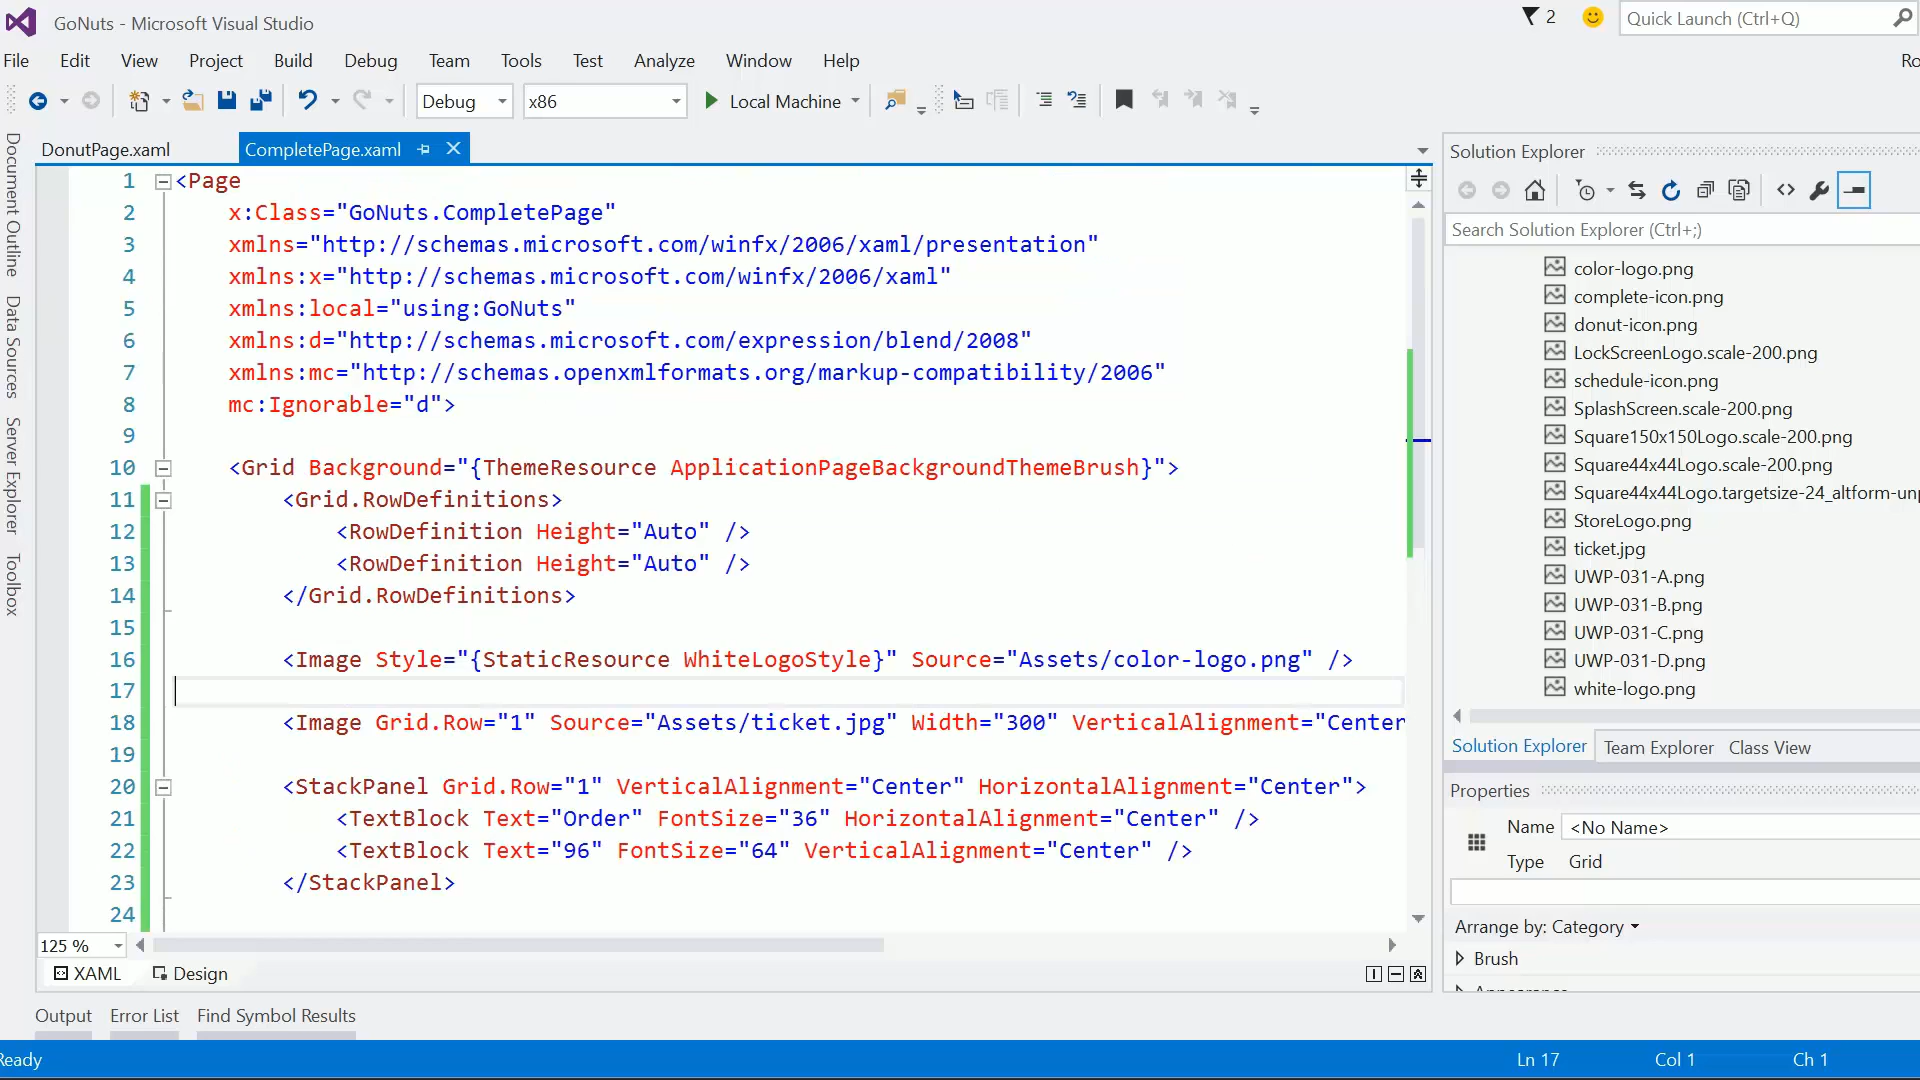 GoNuts - Microsoft Visual Studio
2
Quick Launch (Ctrl+Q)
File Edit View Project Build Debug Team Tools Test Analyze Window Help Ro
Debug x86 Local Machine
Document Outline
Data Sources
Server Explorer
Toolbox
DonutPage.xaml CompletePage.xaml
1 <Page
2 x:Class="GoNuts.CompletePage"
3 xmlns="http://schemas.microsoft.com/winfx/2006/xaml/presentation"
4 xmlns:x="http://schemas.microsoft.com/winfx/2006/xaml"
5 xmlns:local="using:GoNuts"
6 xmlns:d="http://schemas.microsoft.com/expression/blend/2008"
7 xmlns:mc="http://schemas.openxmlformats.org/markup-compatibility/2006"
8 mc:Ignorable="d">
9
10 <Grid Background="{ThemeResource ApplicationPageBackgroundThemeBrush}">
11 <Grid.RowDefinitions>
12 <RowDefinition Height="Auto" />
13 <RowDefinition Height="Auto" />
14 </Grid.RowDefinitions>
15
16 <Image Style="{StaticResource WhiteLogoStyle}" Source="Assets/color-logo.png" />
17
18 <Image Grid.Row="1" Source="Assets/ticket.jpg" Width="300" VerticalAlignment="Center
19
20 <StackPanel Grid.Row="1" VerticalAlignment="Center" HorizontalAlignment="Center">
21 <TextBlock Text="Order" FontSize="36" HorizontalAlignment="Center" />
22 <TextBlock Text="96" FontSize="64" VerticalAlignment="Center" />
23 </StackPanel>
24
125 %
XAML Design
Solution Explorer
Search Solution Explorer (Ctrl+;)
color-logo.png
complete-icon.png
donut-icon.png
LockScreenLogo.scale-200.png
schedule-icon.png
SplashScreen.scale-200.png
Square150x150Logo.scale-200.png
Square44x44Logo.scale-200.png
Square44x44Logo.targetsize-24_altform-unp
StoreLogo.png
ticket.jpg
UWP-031-A.png
UWP-031-B.png
UWP-031-C.png
UWP-031-D.png
white-logo.png
Solution Explorer Team Explorer Class View
Properties
Name <No Name>
Type Grid
Arrange by: Category
Brush
Output Error List Find Symbol Results
Ready Ln 17 Col 1 Ch 1